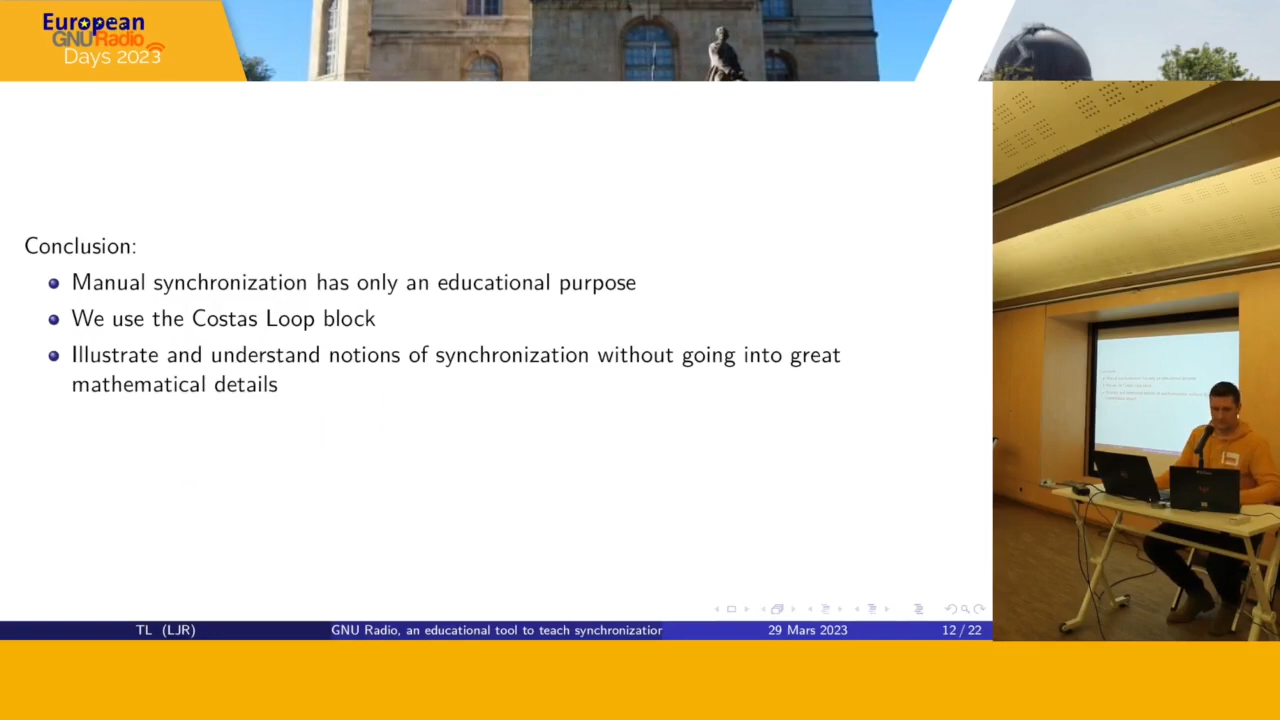 European
GNU Radio
Days 2023
Conclusion:
Manual synchronization has only an educational purpose
We use the Costas Loop block
Illustrate and understand notions of synchronization without going into great
mathematical details
TL (LJR)
GNU Radio, an educational tool to teach synchronization
29 Mars 2023
12 / 22